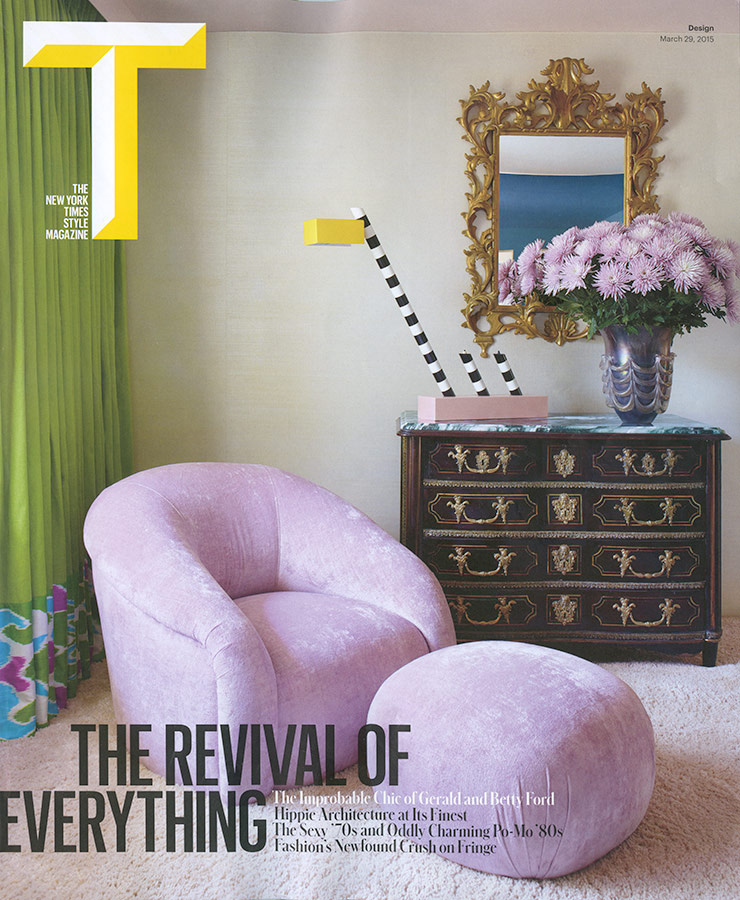 Design
March 29, 2015
T
THE
NEW YORK
TIMES
STYLE
MAGAZINE
THE REVIVAL OF
EVERYTHING
The Improbable Chic of Gerald and Betty Ford
Hippie Architecture at Its Finest
The Sexy ’70s and Oddly Charming Po-Mo ’80s
Fashion’s Newfound Crush on Fringe